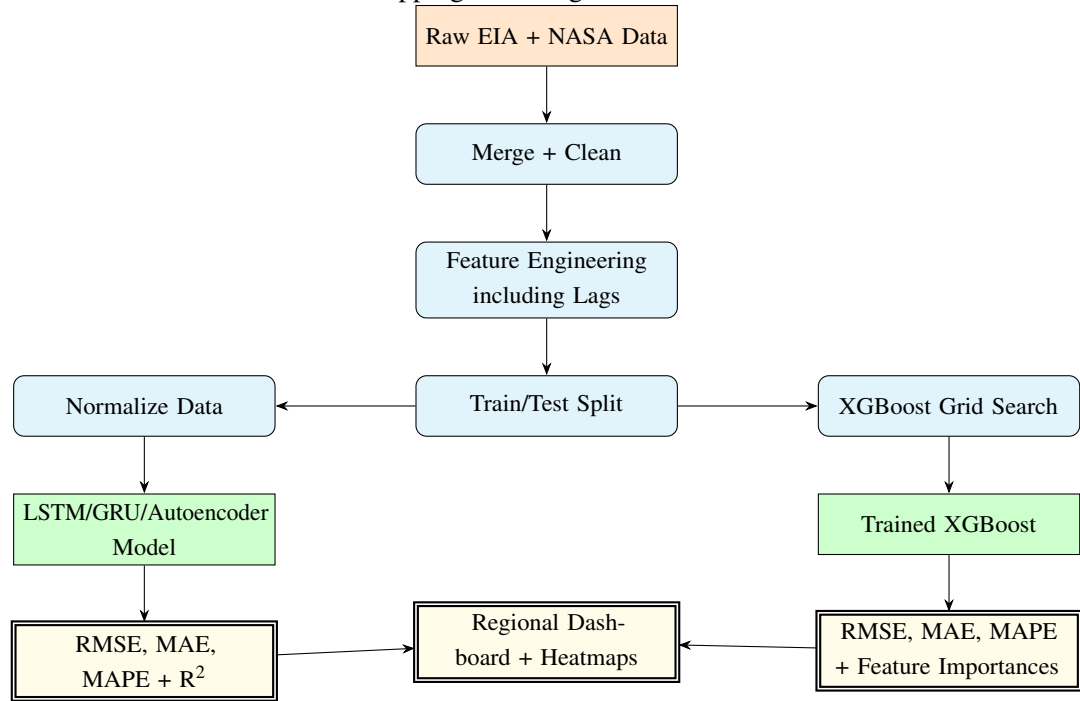 Raw EIA + NASA Data
Merge + Clean
Feature Engineering
including Lags
Normalize Data
Train/Test Split
XGBoost Grid Search
LSTM/GRU/Autoencoder
Model
Trained XGBoost
RMSE, MAE,
MAPE + R²
Regional Dash-
board + Heatmaps
RMSE, MAE, MAPE
+ Feature Importances